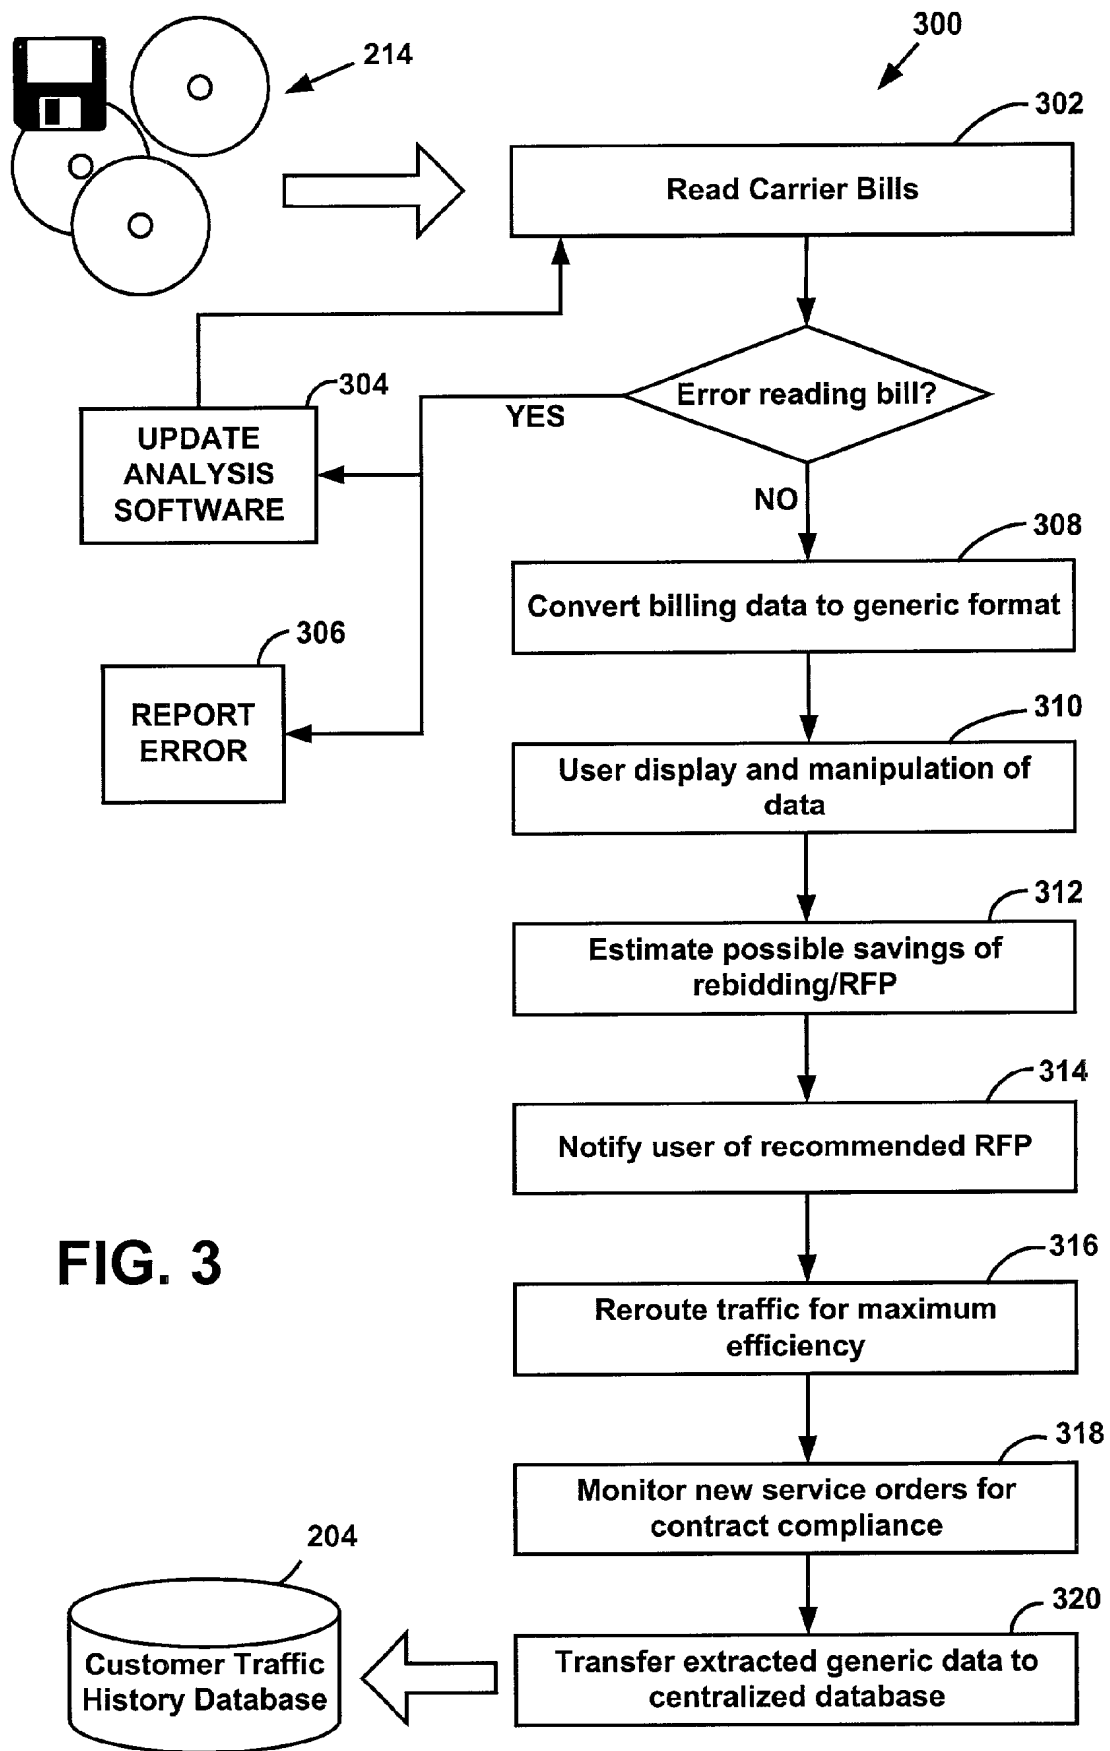 300
214
302
Read Carrier Bills
Error reading bill?
YES
304
UPDATE
ANALYSIS
SOFTWARE
NO
308
Convert billing data to generic format
306
REPORT
ERROR
310
User display and manipulation of
data
312
Estimate possible savings of
rebidding/RFP
314
Notify user of recommended RFP
FIG. 3
316
Reroute traffic for maximum
efficiency
318
Monitor new service orders for
contract compliance
204
Customer Traffic
History Database
320
Transfer extracted generic data to
centralized database